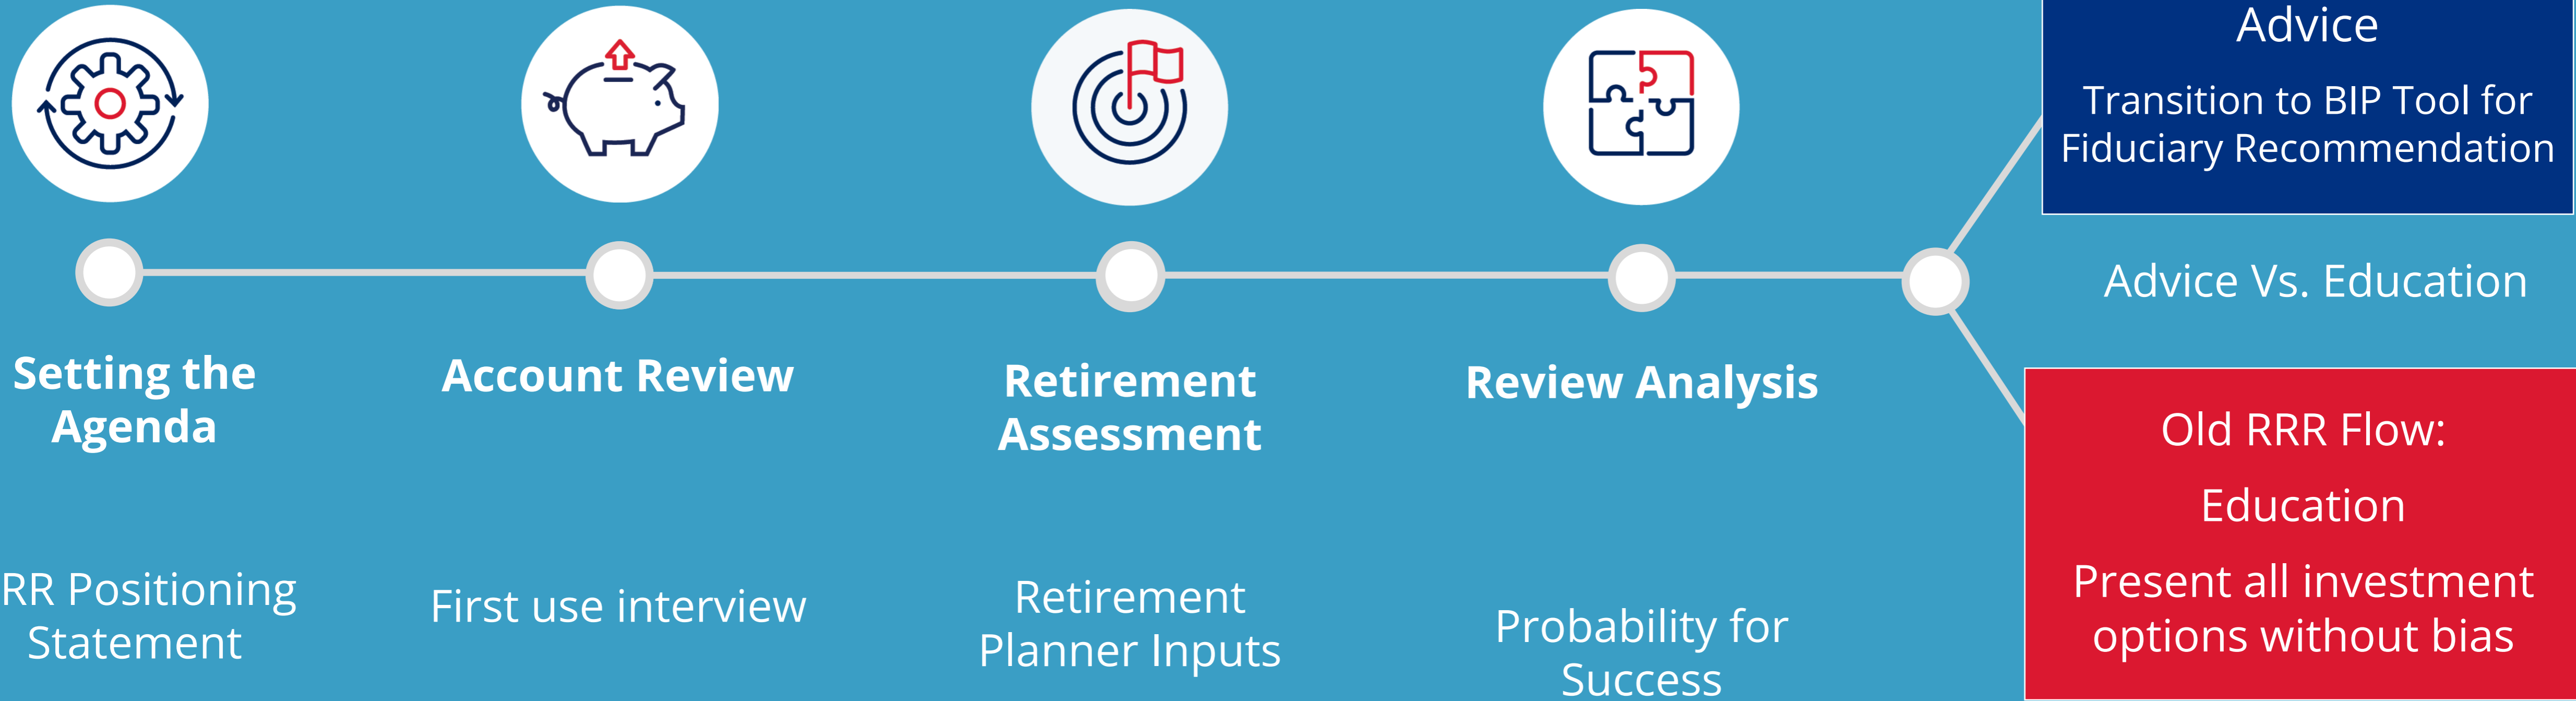 Setting the
Agenda
RR Positioning
Statement
Account Review
First use interview
Retirement
Assessment
Retirement
Planner Inputs
Review Analysis
Probability for
Success
Advice
Transition to BIP Tool for
Fiduciary Recommendation
Advice Vs. Education
Old RRR Flow:
Education
Present all investment
options without bias